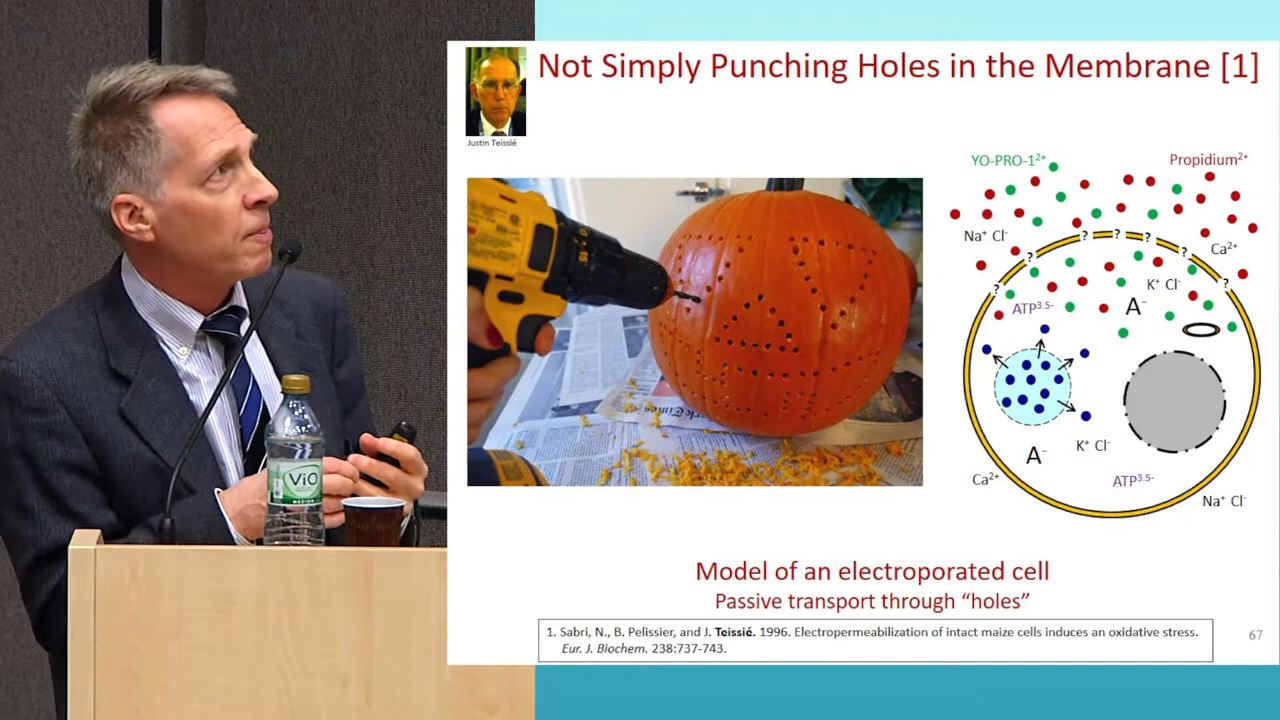 Not Simply Punching Holes in the Membrane [1]
Justin Teissié
YO-PRO-1²⁺
Propidium²⁺
Na⁺ Cl⁻
Ca²⁺
? ? ? ? ? ? ?
K⁺ Cl⁻
ATP³·⁵⁻
A⁻
K⁺ Cl⁻
A⁻
Ca²⁺
ATP³·⁵⁻
Na⁺ Cl⁻
ViO
MEDIUM
Model of an electroporated cell
Passive transport through “holes”
1. Sabri, N., B. Pelissier, and J. Teissié. 1996. Electropermeabilization of intact maize cells induces an oxidative stress.
Eur. J. Biochem. 238:737-743.
67